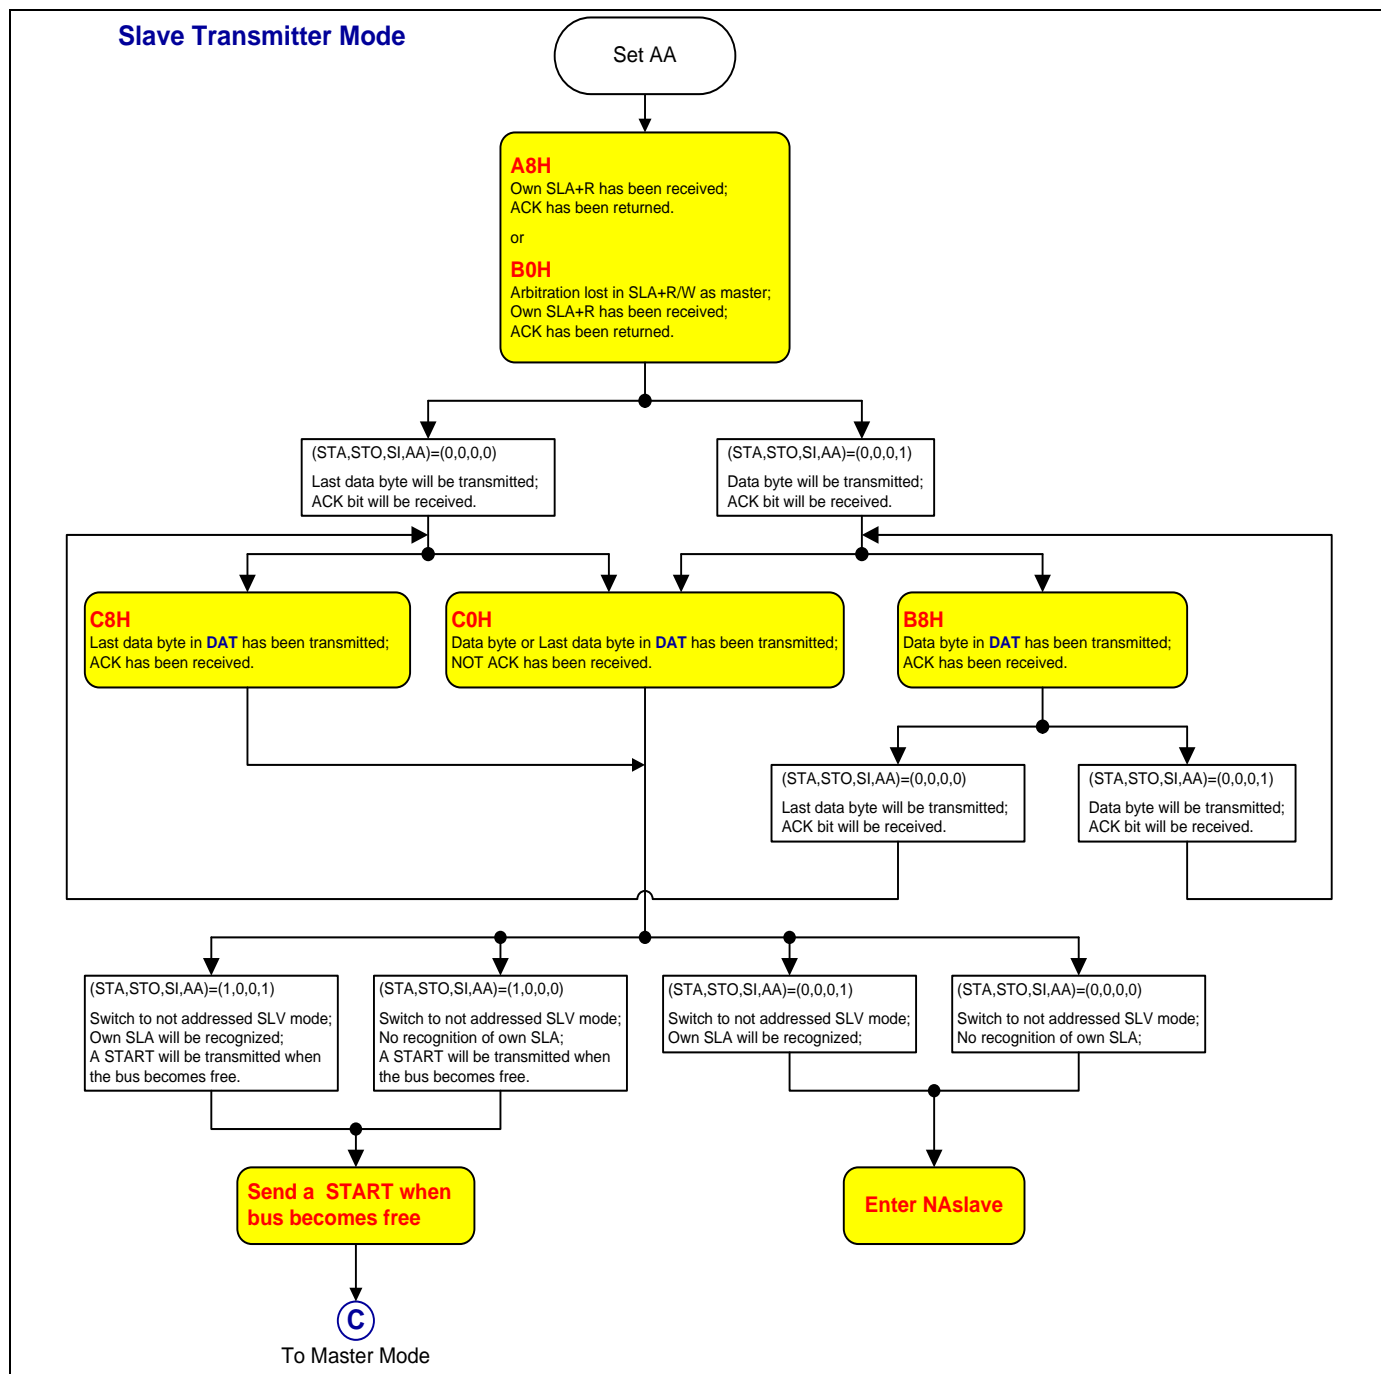 Slave Transmitter Mode
Set AA
A8H
Own SLA+R has been received;
ACK has been returned.
or
B0H
Arbitration lost in SLA+R/W as master;
Own SLA+R has been received;
ACK has been returned.
(STA,STO,SI,AA)=(0,0,0,0)
Last data byte will be transmitted;
ACK bit will be received.
(STA,STO,SI,AA)=(0,0,0,1)
Data byte will be transmitted;
ACK bit will be received.
C8H
Last data byte in DAT has been transmitted;
ACK has been received.
C0H
Data byte or Last data byte in DAT has been transmitted;
NOT ACK has been received.
B8H
Data byte in DAT has been transmitted;
ACK has been received.
(STA,STO,SI,AA)=(0,0,0,0)
Last data byte will be transmitted;
ACK bit will be received.
(STA,STO,SI,AA)=(0,0,0,1)
Data byte will be transmitted;
ACK bit will be received.
(STA,STO,SI,AA)=(1,0,0,1)
Switch to not addressed SLV mode;
Own SLA will be recognized;
A START will be transmitted when
the bus becomes free.
(STA,STO,SI,AA)=(1,0,0,0)
Switch to not addressed SLV mode;
No recognition of own SLA;
A START will be transmitted when
the bus becomes free.
(STA,STO,SI,AA)=(0,0,0,1)
Switch to not addressed SLV mode;
Own SLA will be recognized;
(STA,STO,SI,AA)=(0,0,0,0)
Switch to not addressed SLV mode;
No recognition of own SLA;
Send a START when
bus becomes free
Enter NAslave
C
To Master Mode